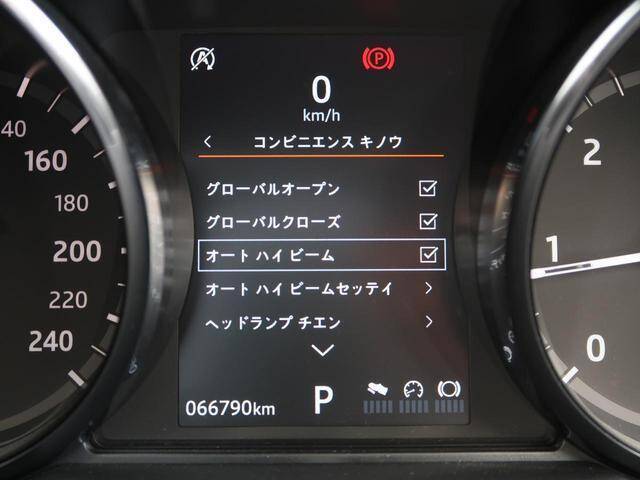 A
P
0
km/h
コンビニエンス キノウ
グローバルオープン
グローバルクローズ
オート ハイ ビーム
オート ハイ ビームセッテイ
ヘッドランプ チエン
066790km
P
40
160
180
200
220
240
2
1
0